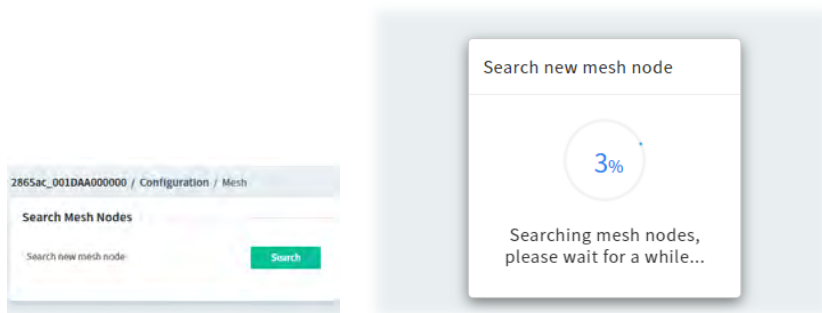 2865ac_001DAA000000 / Configuration / Mesh
Search Mesh Nodes
Search new mesh node
Search
Search new mesh node
3%
Searching mesh nodes,
please wait for a while...